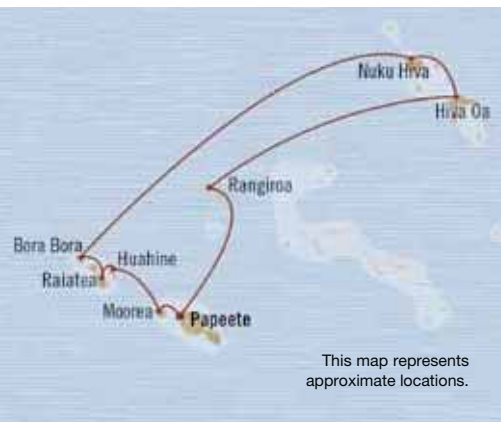 Nuku Hiva
Hiva Oa
Rangiroa
Bora Bora
Huahine
Raiatea
Moorea
Papeete
This map represents
approximate locations.